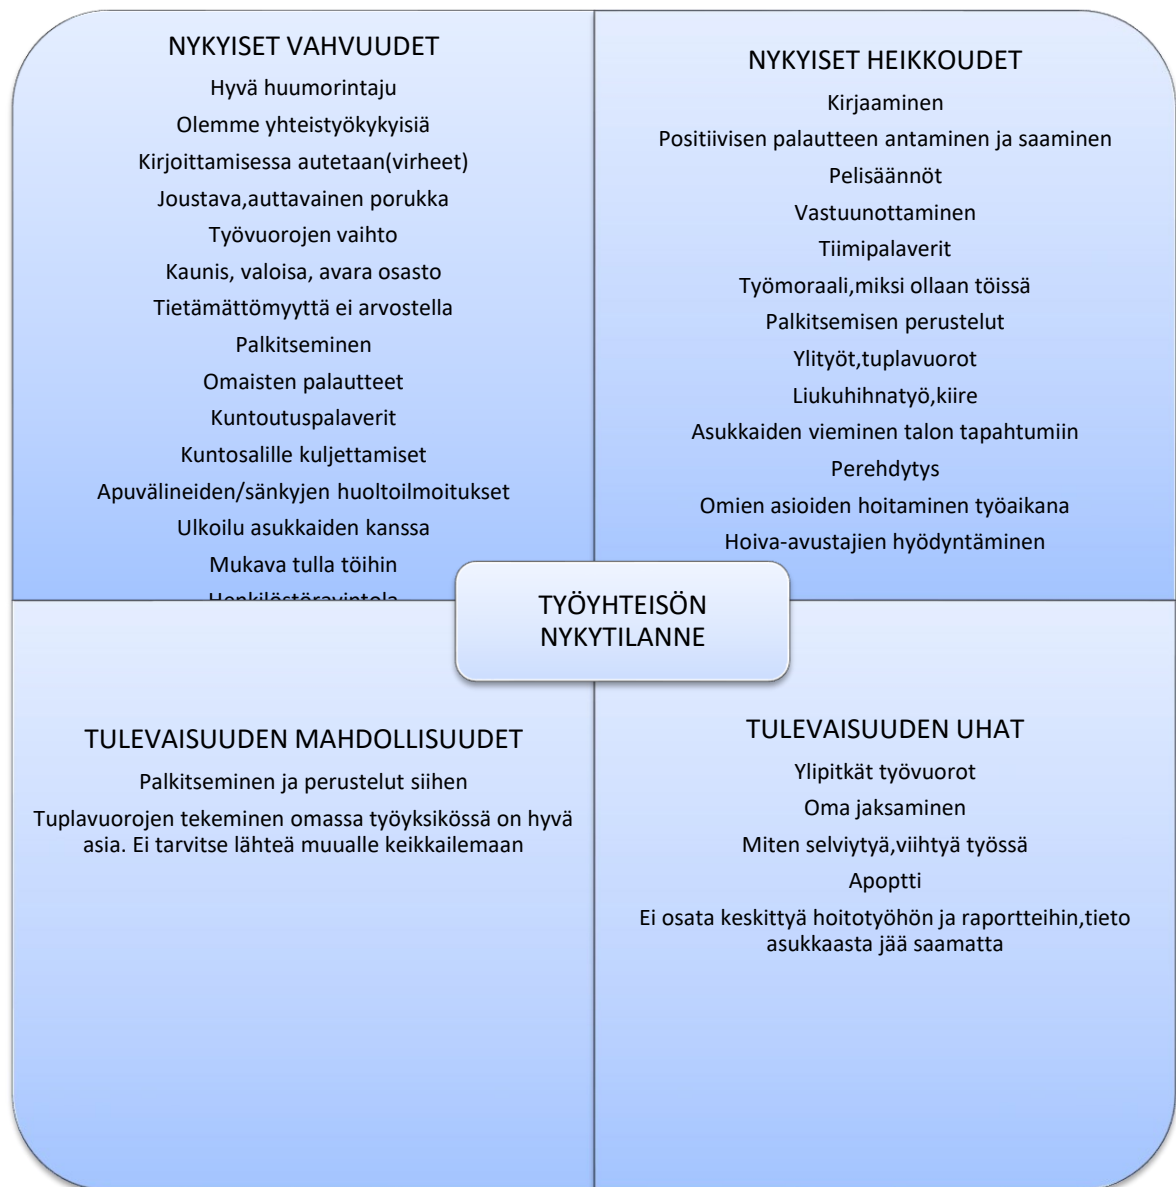 NYKYISET VAHVUUDET
Hyvä huumorintaju
Olemme yhteistyökykyisiä
Kirjoittamisessa autetaan(virheet)
Joustava,auttavainen porukka
Työvuorojen vaihto
Kaunis, valoisa, avara osasto
Tietämättömyyttä ei arvostella
Palkitseminen
Omaisten palautteet
Kuntoutuspalaverit
Kuntosalille kuljettamiset
Apuvälineiden/sänkyjen huoltoilmoitukset
Ulkoilu asukkaiden kanssa
Mukava tulla töihin
Henkilöstöravintola
NYKYISET HEIKKOUDET
Kirjaaminen
Positiivisen palautteen antaminen ja saaminen
Pelisäännöt
Vastuunottaminen
Tiimipalaverit
Työmoraali,miksi ollaan töissä
Palkitsemisen perustelut
Ylityöt,tuplavuorot
Liukuhihnatyö,kiire
Asukkaiden vieminen talon tapahtumiin
Perehdytys
Omien asioiden hoitaminen työaikana
Hoiva-avustajien hyödyntäminen
TYÖYHTEISÖN
NYKYTILANNE
TULEVAISUUDEN MAHDOLLISUUDET
Palkitseminen ja perustelut siihen
Tuplavuorojen tekeminen omassa työyksikössä on hyvä
asia. Ei tarvitse lähteä muualle keikkailemaan
TULEVAISUUDEN UHAT
Ylipitkät työvuorot
Oma jaksaminen
Miten selviytyä,viihtyä työssä
Apoptti
Ei osata keskittyä hoitotyöhön ja raportteihin,tieto
asukkaasta jää saamatta